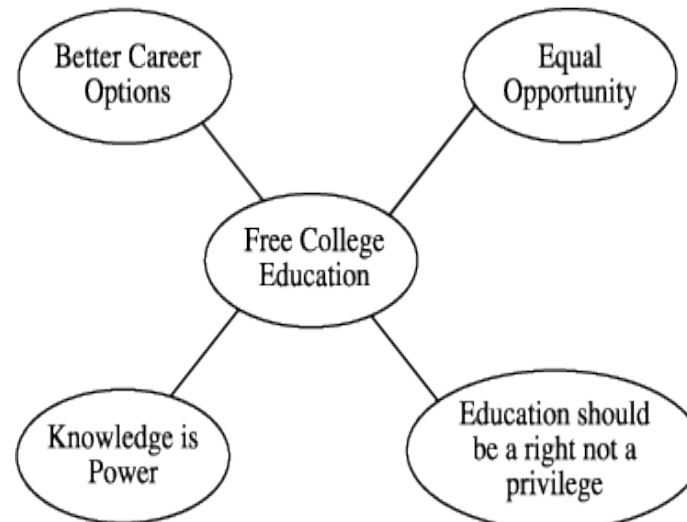 Better Career
Options
Equal
Opportunity
Free College
Education
Knowledge is
Power
Education should
be a right not a
privilege